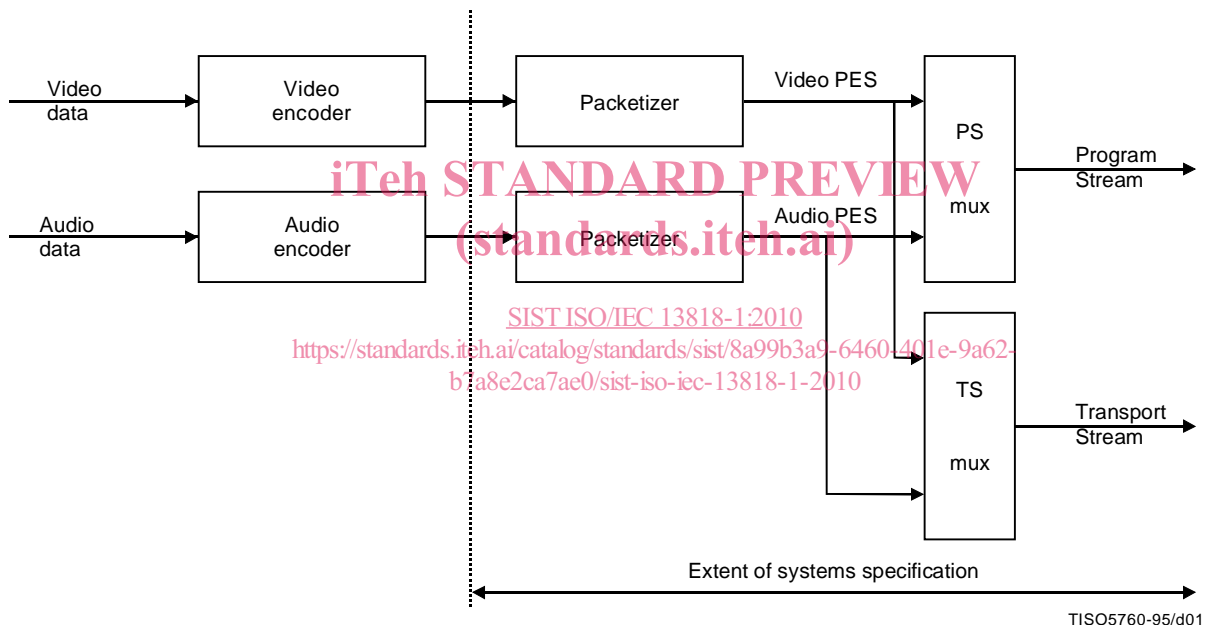 Video
data
Video
encoder
Packetizer
Video PES
PS
mux
Program
Stream
iTeh STANDARD PREVIEW
(standards.iteh.ai)
Audio
data
Audio
encoder
Packetizer
Audio PES
SIST ISO/IEC 13818-1:2010
https://standards.iteh.ai/catalog/standards/sist/8a99b3a9-6460-401e-9a62-
b7a8e2ca7ae0/sist-iso-iec-13818-1-2010
TS
mux
Transport
Stream
Extent of systems specification
TISO5760-95/d01